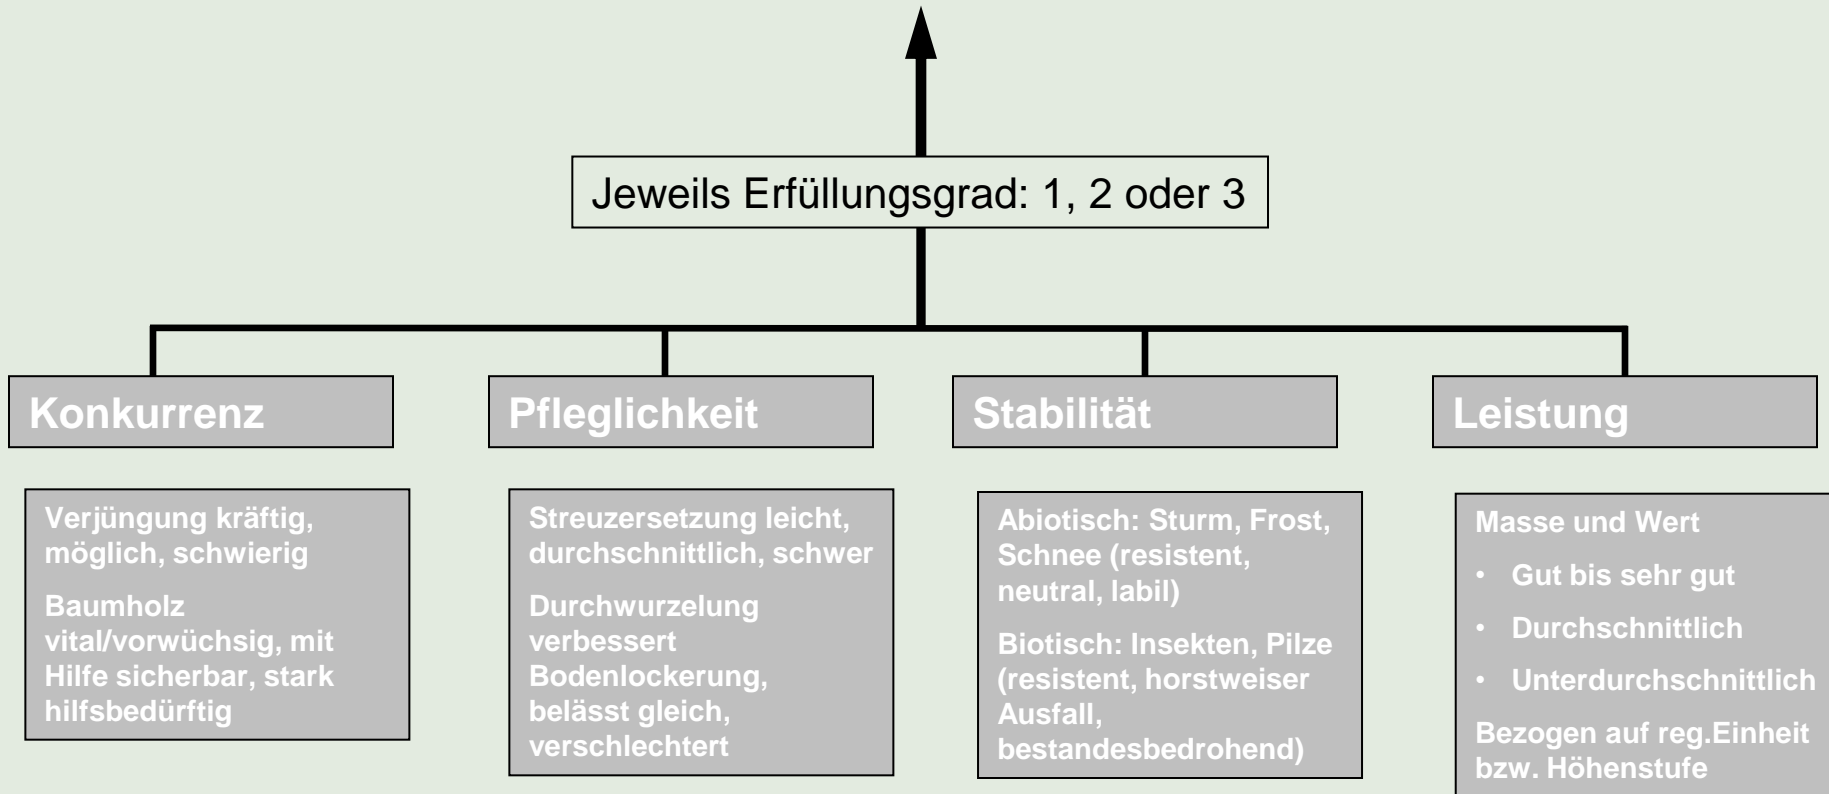 Jeweils Erfüllungsgrad: 1, 2 oder 3
Konkurrenz
Verjüngung kräftig,
möglich, schwierig
Baumholz
vital/vorwüchsig, mit
Hilfe sicherbar, stark
hilfsbedürftig
Pfleglichkeit
Streuzersetzung leicht,
durchschnittlich, schwer
Durchwurzelung
verbessert
Bodenlockerung,
belässt gleich,
verschlechtert
Stabilität
Abiotisch: Sturm, Frost,
Schnee (resistent,
neutral, labil)
Biotisch: Insekten, Pilze
(resistent, horstweiser
Ausfall,
bestandesbedrohend)
Leistung
Masse und Wert
• Gut bis sehr gut
• Durchschnittlich
• Unterdurchschnittlich
Bezogen auf reg.Einheit
bzw. Höhenstufe